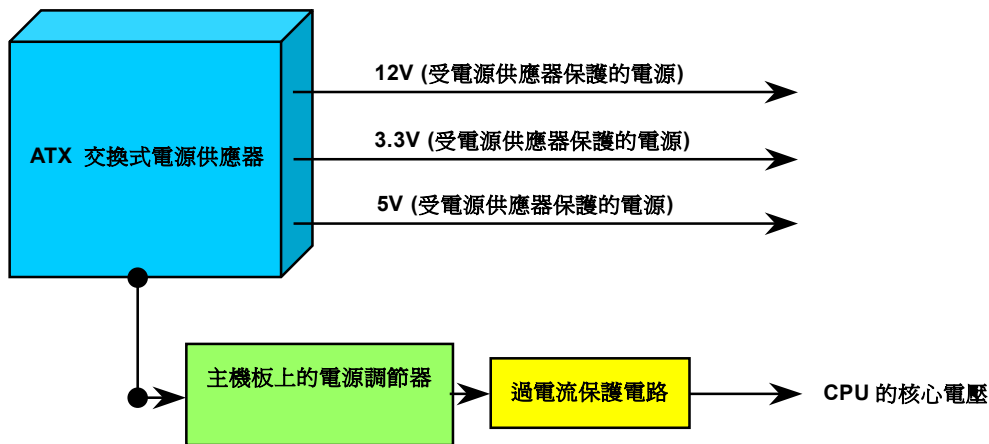 12V (受電源供應器保護的電源)
ATX 交換式電源供應器
3.3V (受電源供應器保護的電源)
5V (受電源供應器保護的電源)
主機板上的電源調節器
過電流保護電路
CPU 的核心電壓